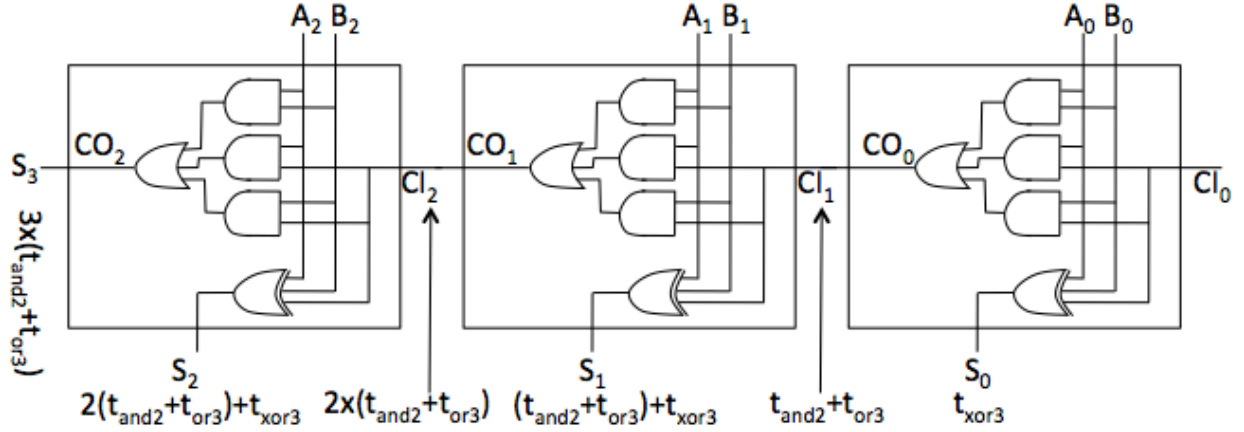 A₂ B₂
A₁ B₁
A₀ B₀
CO₂
CO₁
CO₀
S₃
CI₂
CI₁
CI₀
3x(tand2+tor3)
S₂
S₁
S₀
2(tand2+tor3)+txor3
2x(tand2+tor3)
(tand2+tor3)+txor3
tand2+tor3
txor3